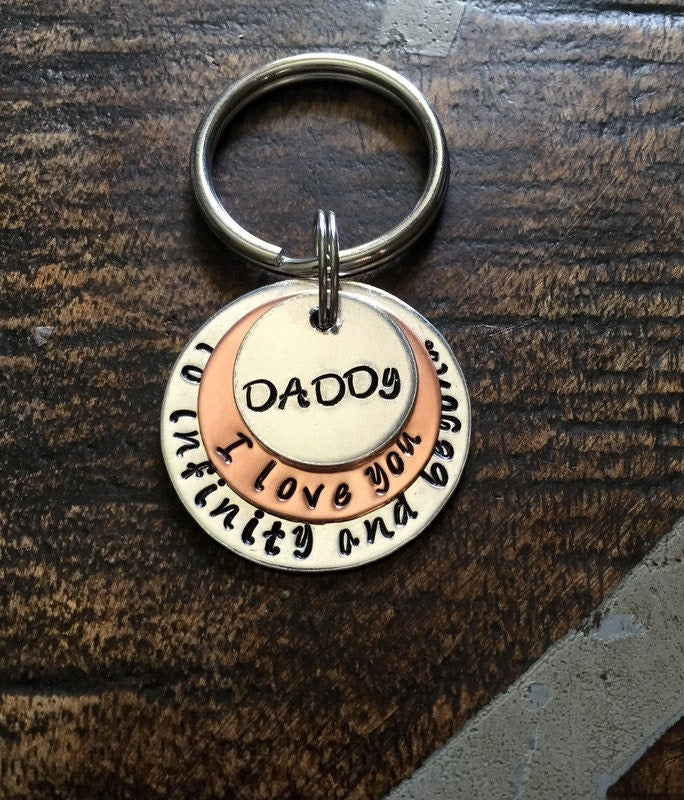 DADDy
I love you
to infinity and beyond